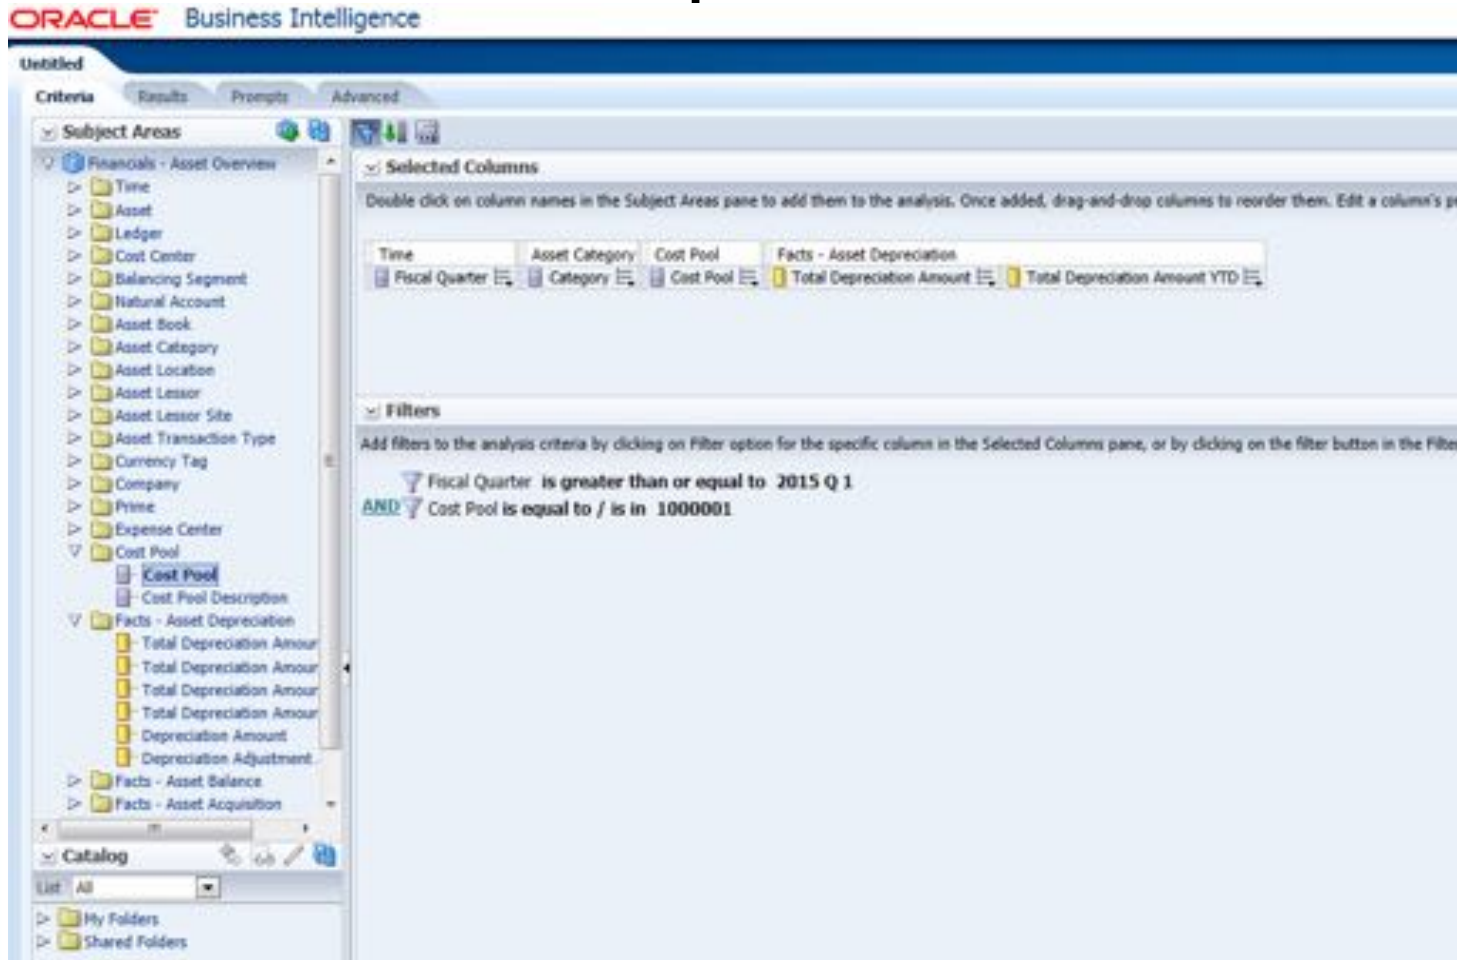 ORACLE Business Intelligence
Untitled
Criteria Results Prompts Advanced
Subject Areas
Financials - Asset Overview
Time
Asset
Ledger
Cost Center
Balancing Segment
Natural Account
Asset Book
Asset Category
Asset Location
Asset Lessor
Asset Lessor Site
Asset Transaction Type
Currency Tag
Company
Prime
Expense Center
Cost Pool
Cost Pool
Cost Pool Description
Facts - Asset Depreciation
Total Depreciation Amour
Total Depreciation Amour
Total Depreciation Amour
Total Depreciation Amour
Depreciation Amount
Depreciation Adjustment
Facts - Asset Balance
Facts - Asset Acquisition
Catalog
List All
My Folders
Shared Folders
Selected Columns
Double click on column names in the Subject Areas pane to add them to the analysis. Once added, drag-and-drop columns to reorder them. Edit a column's p
Time Asset Category Cost Pool Facts - Asset Depreciation
Fiscal Quarter Category Cost Pool Total Depreciation Amount Total Depreciation Amount YTD
Filters
Add filters to the analysis criteria by clicking on Filter option for the specific column in the Selected Columns pane, or by clicking on the filter button in the Filte
Fiscal Quarter is greater than or equal to 2015 Q 1
AND Cost Pool is equal to / is in 1000001